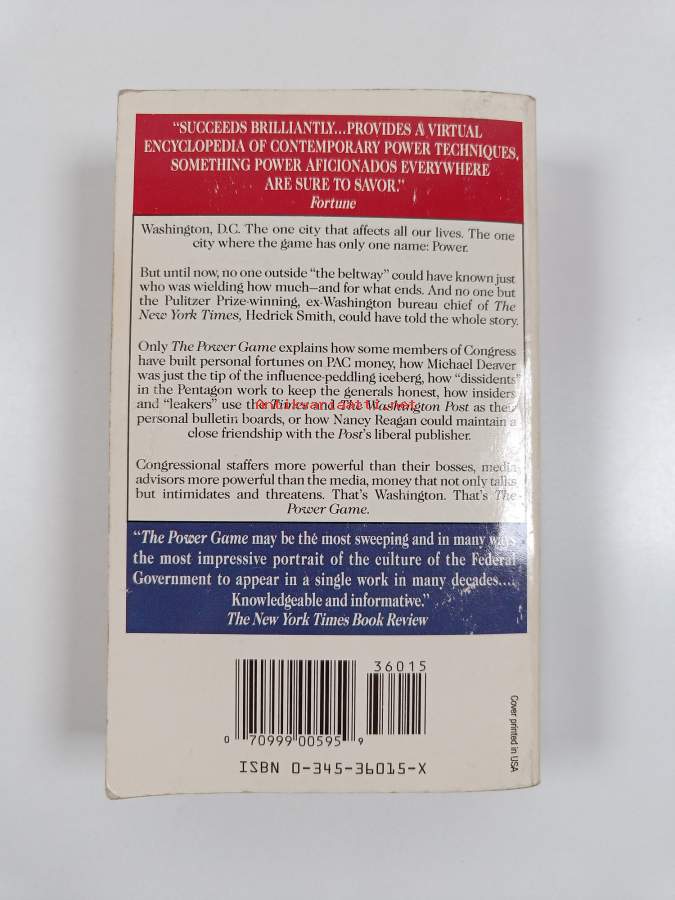 "SUCCEEDS BRILLIANTLY...PROVIDES A VIRTUAL
ENCYCLOPEDIA OF CONTEMPORARY POWER TECHNIQUES,
SOMETHING POWER AFICIONADOS EVERYWHERE
ARE SURE TO SAVOR."
Fortune
Washington, D.C. The one city that affects all our lives. The one
city where the game has only one name: Power.
But until now, no one outside "the beltway" could have known just
who was wielding how much—and for what ends. And no one but
the Pulitzer Prize-winning, ex-Washington bureau chief of The
New York Times, Hedrick Smith, could have told the whole story.
Only The Power Game explains how some members of Congress
have built personal fortunes on PAC money, how Michael Deaver
was just the tip of the influence-peddling iceberg, how "dissidents"
in the Pentagon work to keep the generals honest, how insiders
and "leakers" use the Times and The Washington Post as their
personal bulletin boards, or how Nancy Reagan could maintain a
close friendship with the Post's liberal publisher.
Congressional staffers more powerful than their bosses, media
advisors more powerful than the media, money that not only talks
but intimidates and threatens. That's Washington. That's The
Power Game.
"The Power Game may be the most sweeping and in many ways
the most impressive portrait of the culture of the Federal
Government to appear in a single work in many decades....
Knowledgeable and informative."
The New York Times Book Review
36015
0 70999 00595 9
ISBN 0-345-36015-X
Cover printed in USA